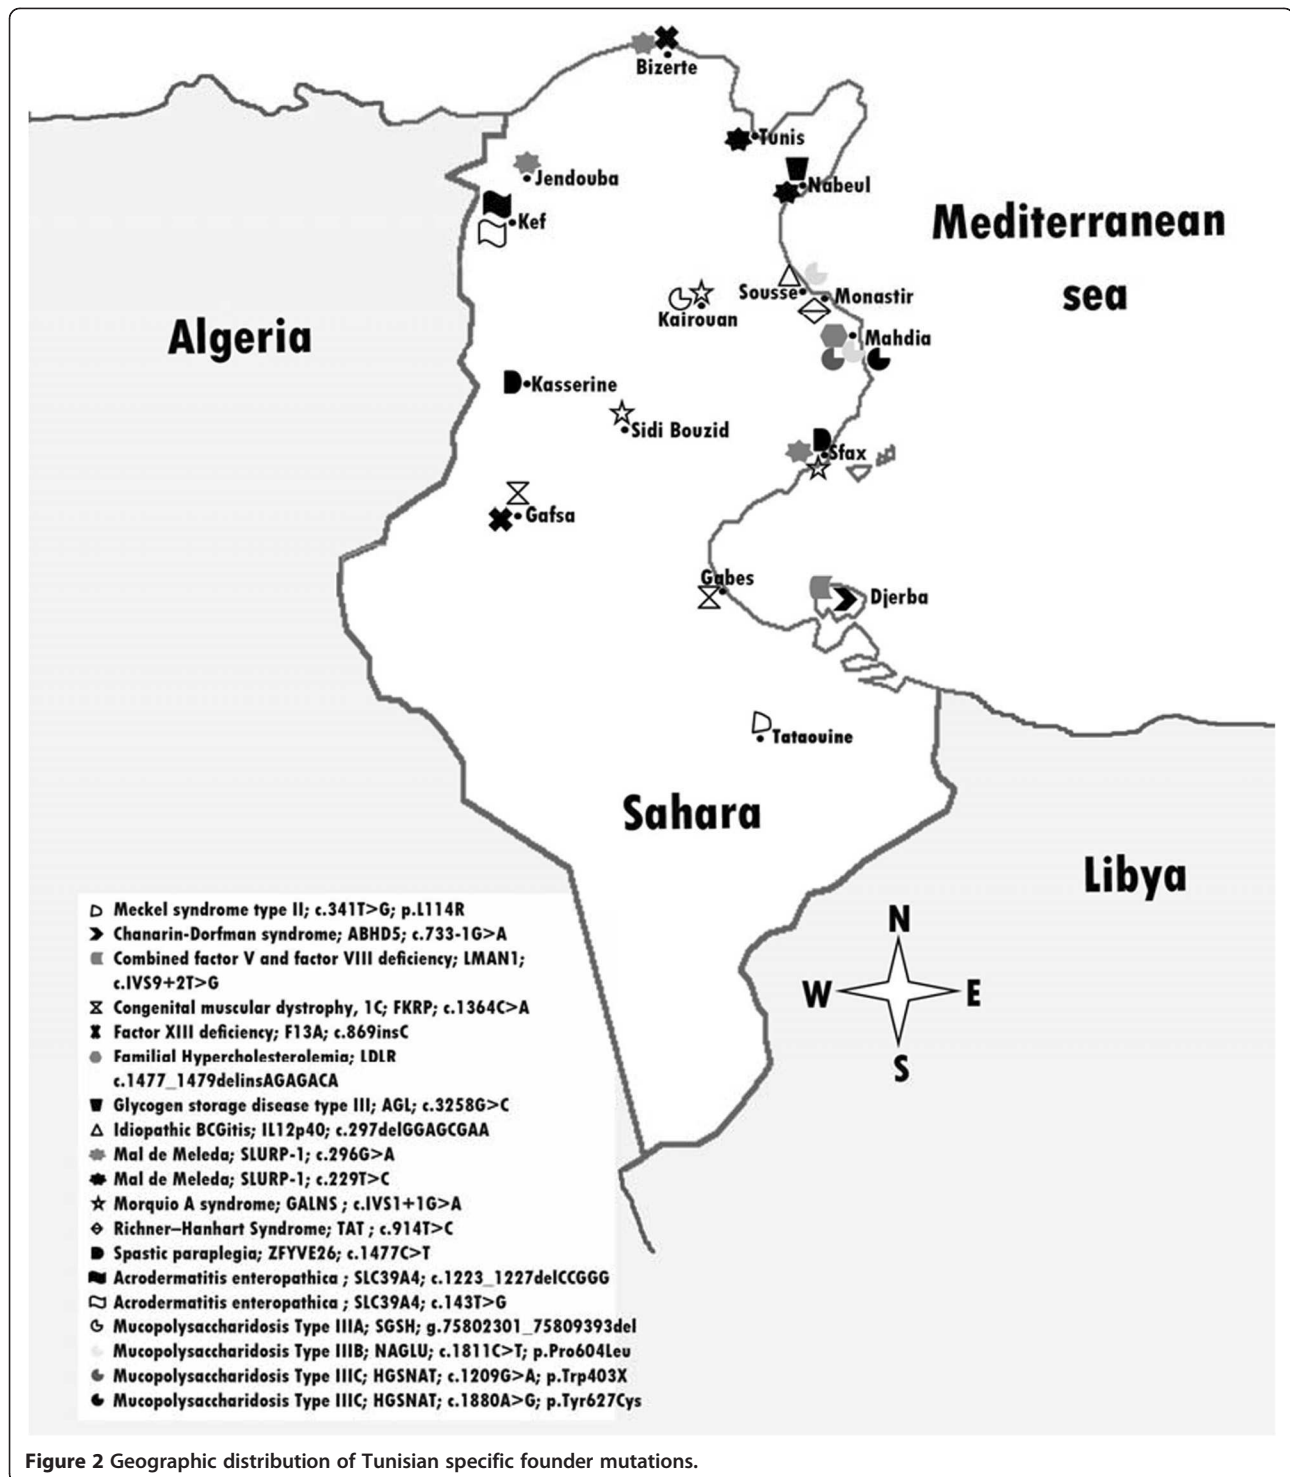 Bizerte
Tunis
Jendouba
Nabeul
Kef
Mediterranean
sea
Sousse
Monastir
Kairouan
Algeria
Mahdia
Kasserine
Sidi Bouzid
Sfax
Gafsa
Gabes
Djerba
Tataouine
Sahara
Libya
N
W
E
S
Meckel syndrome type II; c.341T>G; p.L114R
Chanarin-Dorfman syndrome; ABHD5; c.733-1G>A
Combined factor V and factor VIII deficiency; LMAN1;
c.IVS9+2T>G
Congenital muscular dystrophy, 1C; FKRP; c.1364C>A
Factor XIII deficiency; F13A; c.869insC
Familial Hypercholesterolemia; LDLR
c.1477_1479delinsAGAGACA
Glycogen storage disease type III; AGL; c.3258G>C
Idiopathic BCGitis; IL12p40; c.297delGGAGCGAA
Mal de Meleda; SLURP-1; c.296G>A
Mal de Meleda; SLURP-1; c.229T>C
Morquio A syndrome; GALNS ; c.IVS1+1G>A
Richner–Hanhart Syndrome; TAT ; c.914T>C
Spastic paraplegia; ZFYVE26; c.1477C>T
Acrodermatitis enteropathica ; SLC39A4; c.1223_1227delCCGGG
Acrodermatitis enteropathica ; SLC39A4; c.143T>G
Mucopolysaccharidosis Type IIIA; SGSH; g.75802301_75809393del
Mucopolysaccharidosis Type IIIB; NAGLU; c.1811C>T; p.Pro604Leu
Mucopolysaccharidosis Type IIIC; HGSNAT; c.1209G>A; p.Trp403X
Mucopolysaccharidosis Type IIIC; HGSNAT; c.1880A>G; p.Tyr627Cys
Figure 2 Geographic distribution of Tunisian specific founder mutations.